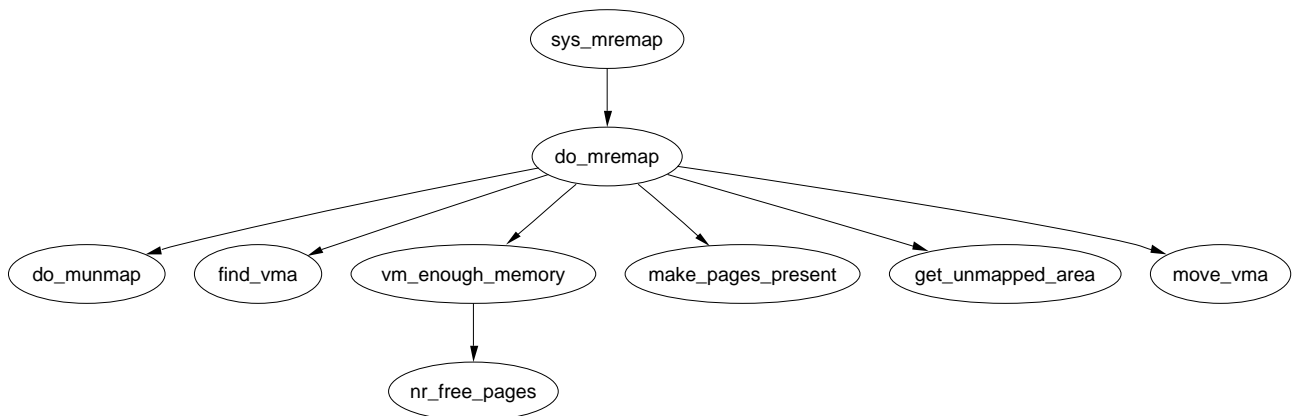 sys_mremap
do_mremap
do_munmap
find_vma
vm_enough_memory
make_pages_present
get_unmapped_area
move_vma
nr_free_pages